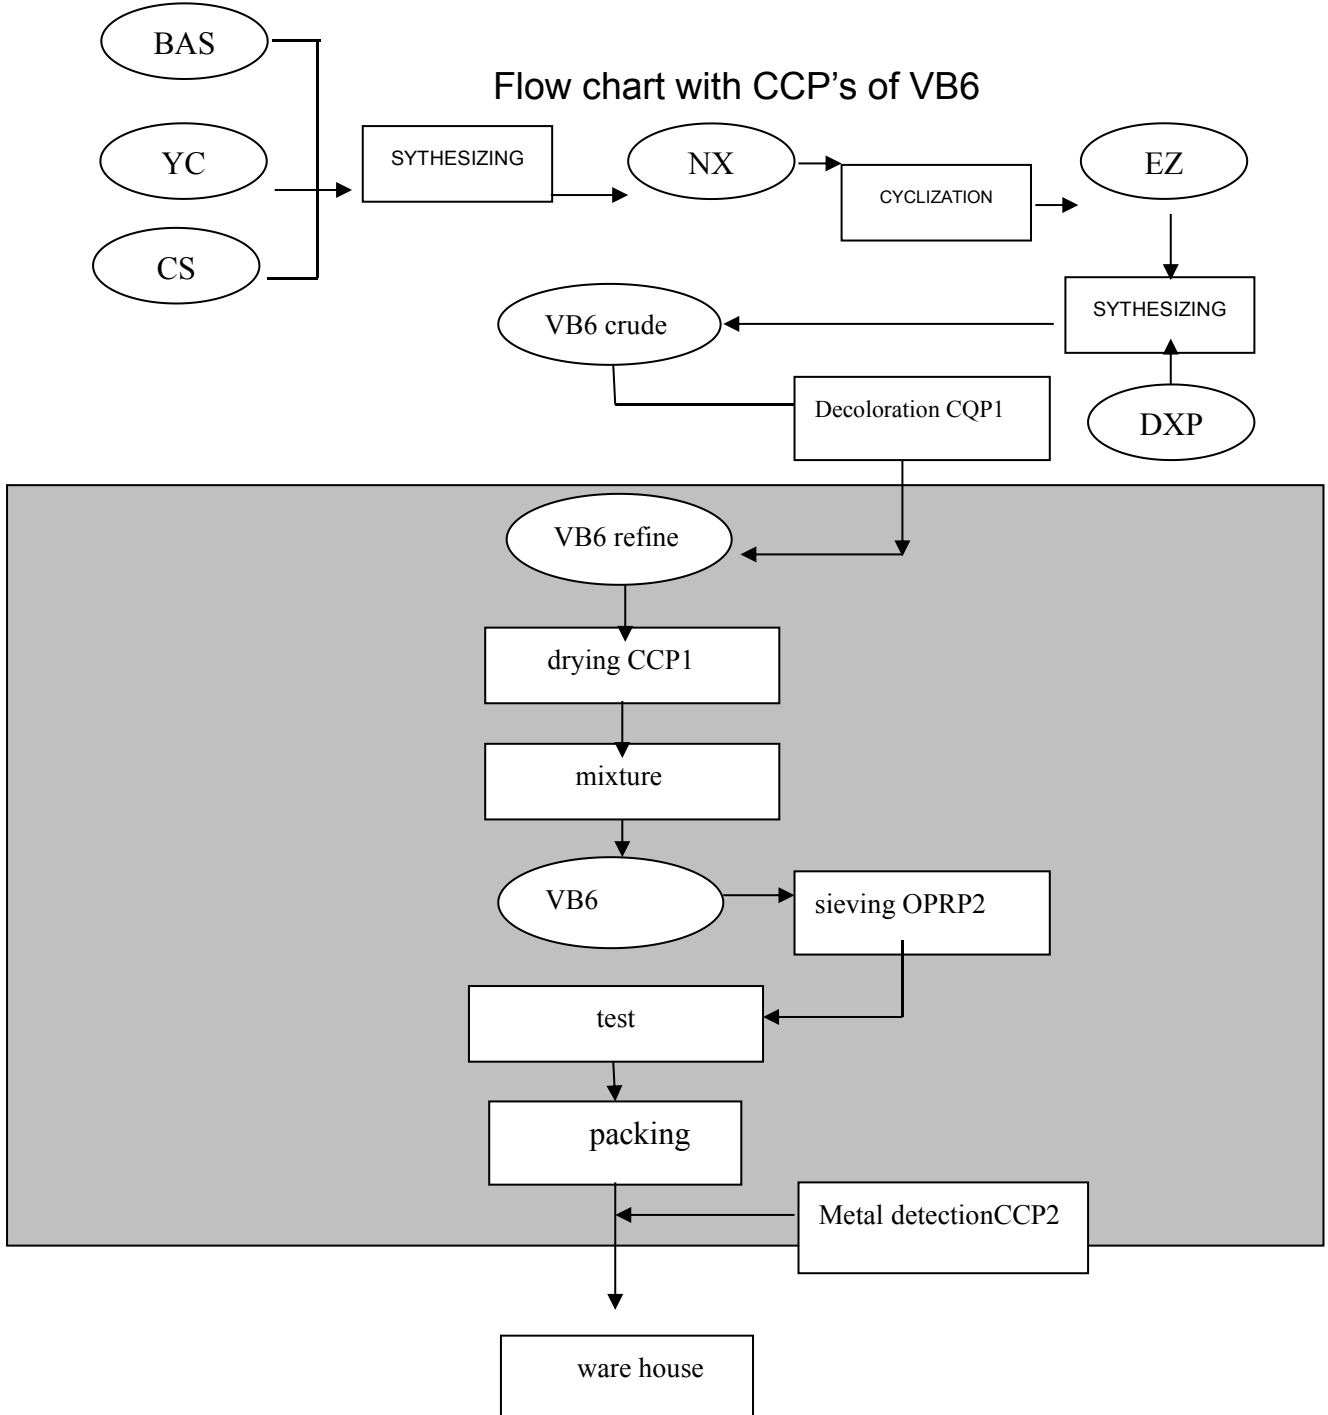 BAS
Flow chart with CCP’s of VB6
YC
SYTHESIZING
NX
CYCLIZATION
EZ
CS
VB6 crude
SYTHESIZING
Decoloration CQP1
DXP
VB6 refine
drying CCP1
mixture
VB6
sieving OPRP2
test
packing
Metal detectionCCP2
ware house